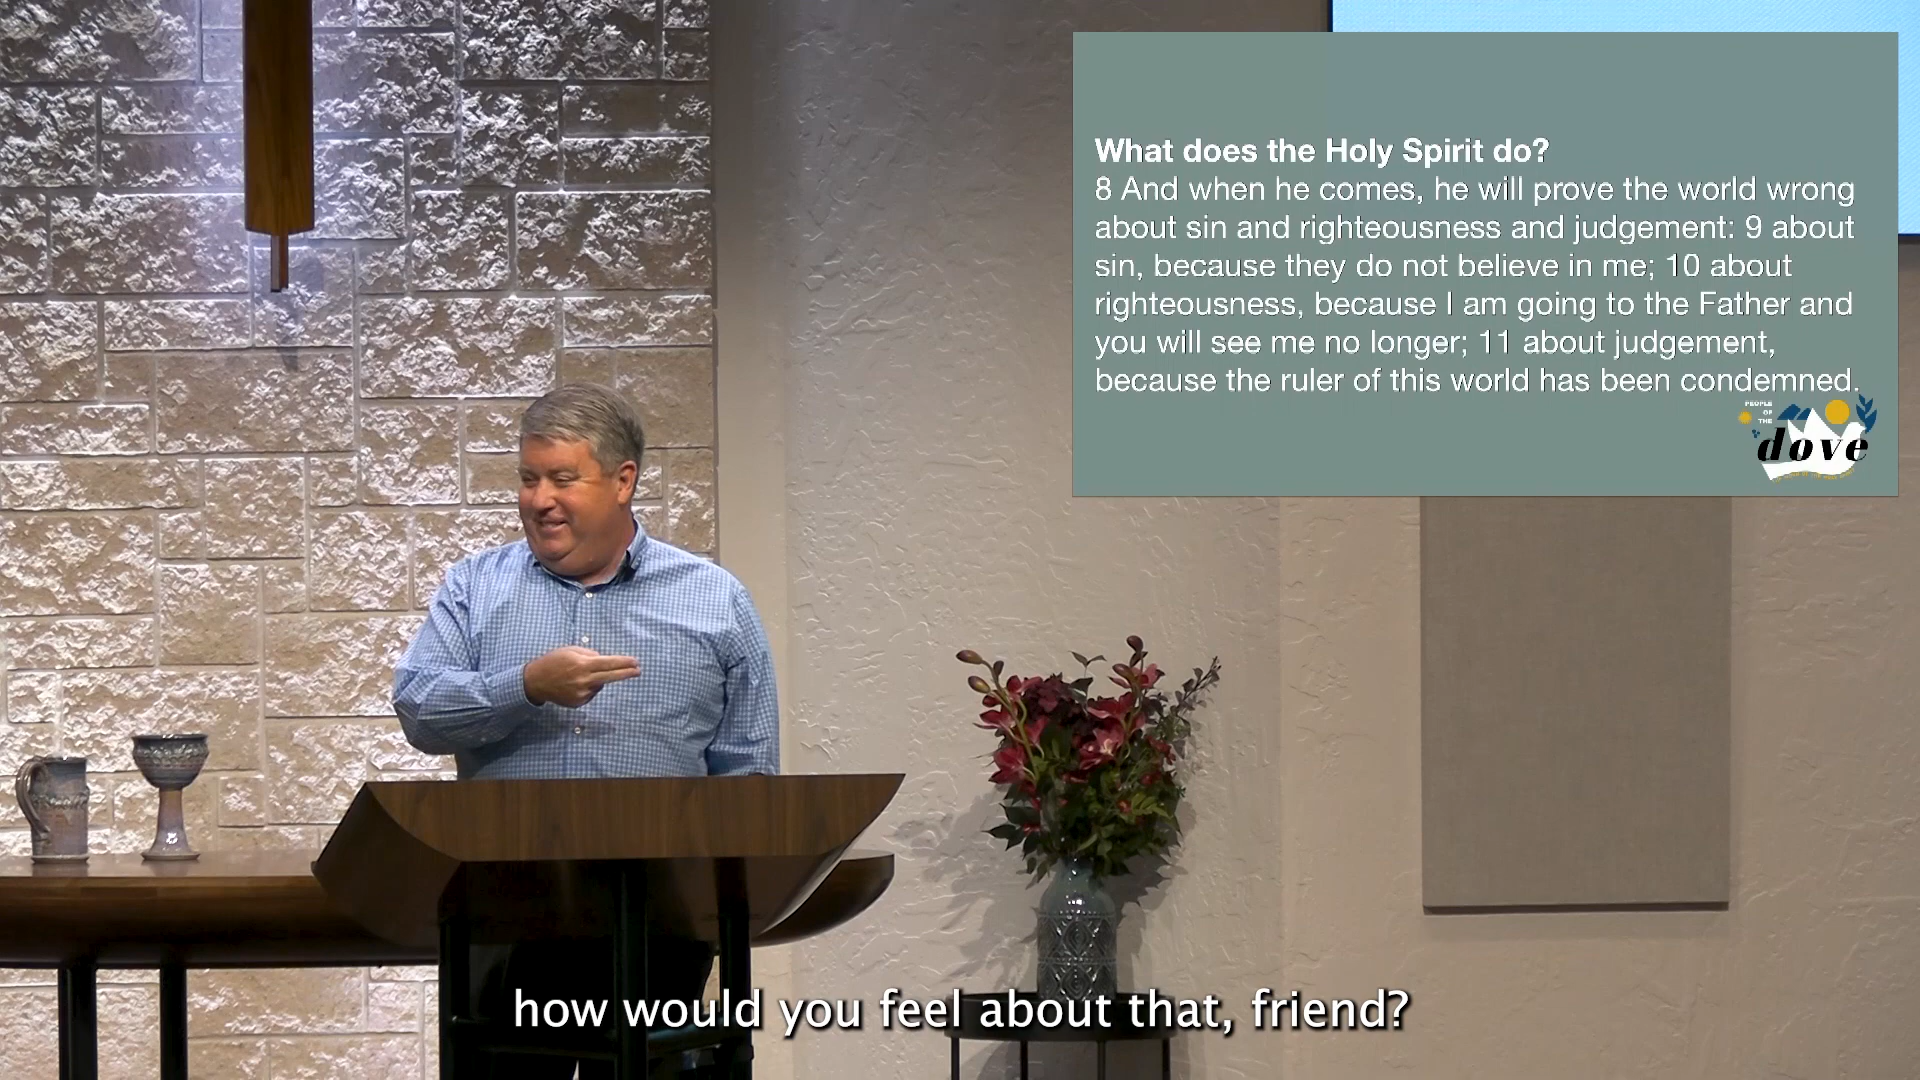 What does the Holy Spirit do?
8 And when he comes, he will prove the world wrong
about sin and righteousness and judgement: 9 about
sin, because they do not believe in me; 10 about
righteousness, because I am going to the Father and
you will see me no longer; 11 about judgement,
because the ruler of this world has been condemned.
PEOPLE
OF
THE
dove
how would you feel about that, friend?